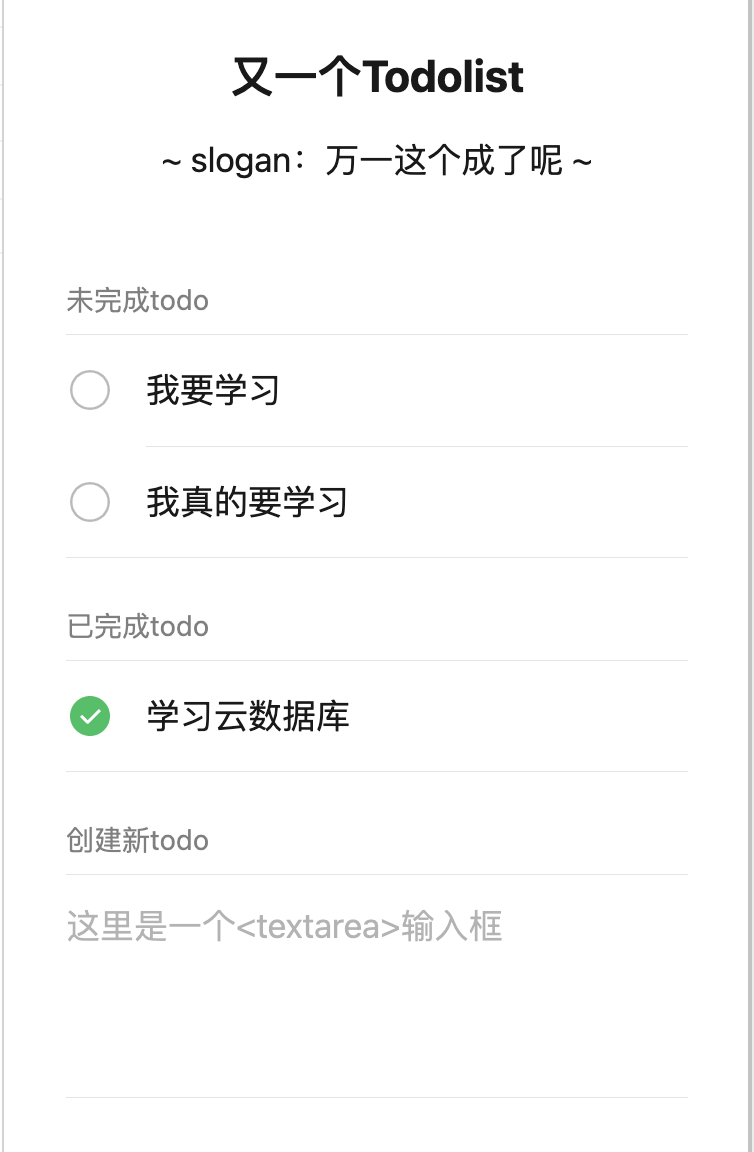 又一个Todolist
~ slogan：万一这个成了呢 ~
未完成todo
我要学习
我真的要学习
已完成todo
学习云数据库
创建新todo
这里是一个<textarea>输入框